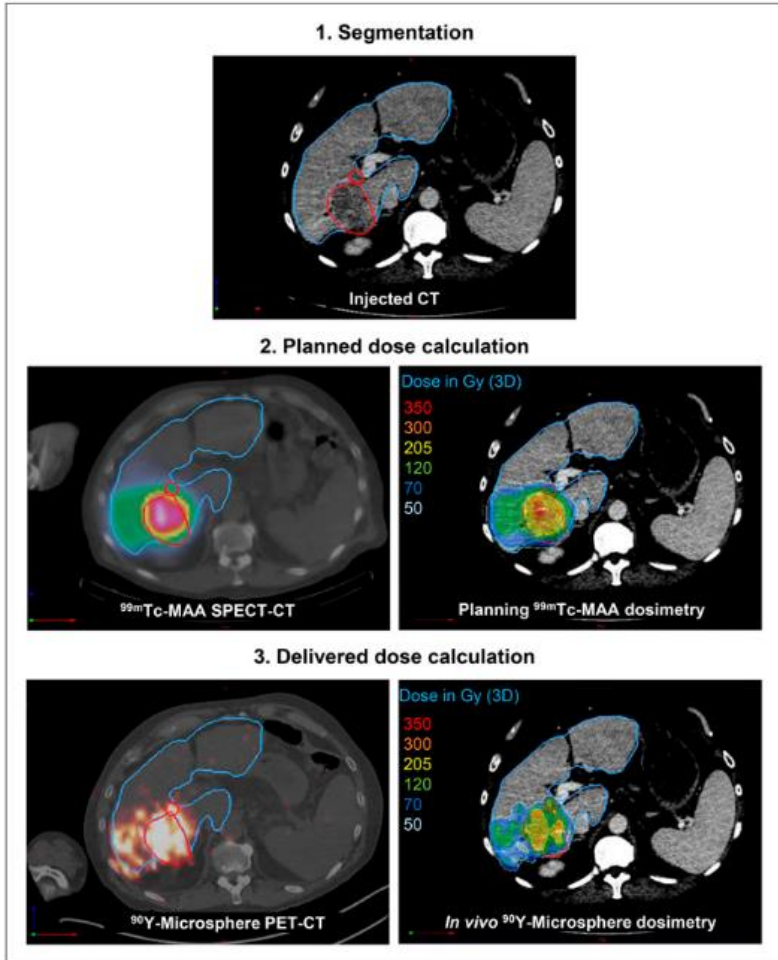 1. Segmentation
Injected CT
2. Planned dose calculation
99mTc-MAA SPECT-CT
Dose in Gy (3D)
350
300
205
120
70
50
Planning 99mTc-MAA dosimetry
3. Delivered dose calculation
90Y-Microsphere PET-CT
Dose in Gy (3D)
350
300
205
120
70
50
In vivo 90Y-Microsphere dosimetry